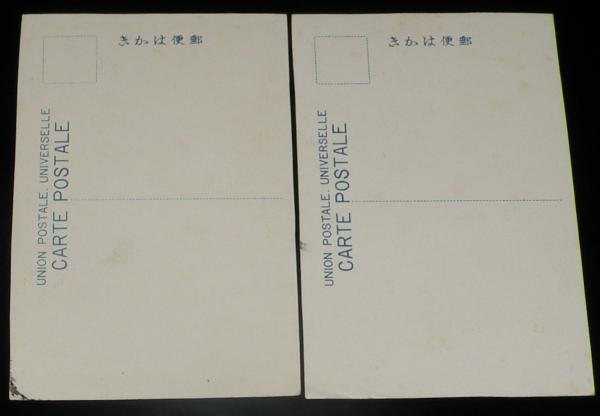 郵便はかき
UNION POSTALE. UNIVERSELLE
CARTE POSTALE
郵便はかき
UNION POSTALE. UNIVERSELLE
CARTE POSTALE